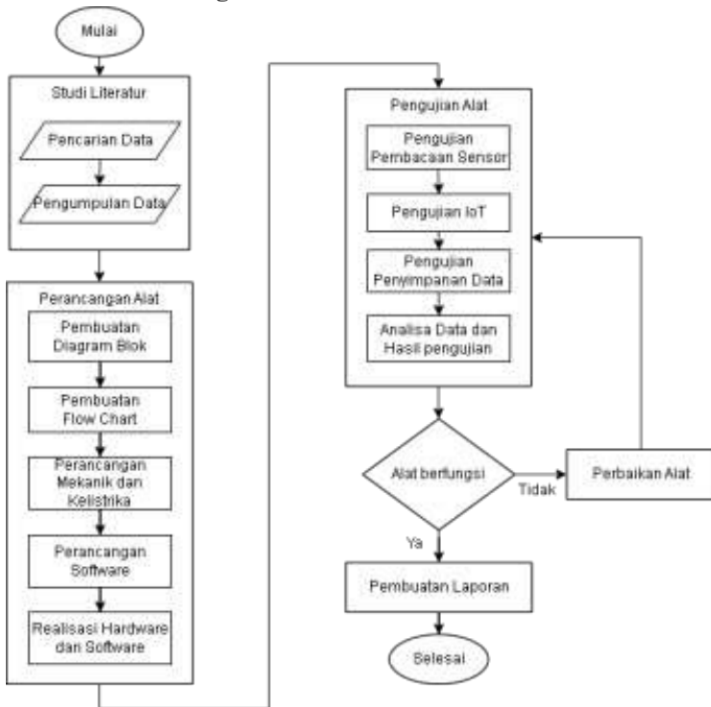 Mulai
Studi Literatur
Pencarian Data
Pengumpulan Data
Perancangan Alat
Pembuatan
Diagram Blok
Pembuatan
Flow Chart
Perancangan
Mekanik dan
Kelistrika
Perancangan
Software
Realisasi Hardware
dan Software
Pengujian Alat
Pengujian
Pembacaan Sensor
Pengujian IoT
Pengujian
Penyimpanan Data
Analisa Data dan
Hasil pengujian
Alat berfungsi
Tidak
Perbaikan Alat
Ya
Pembuatan Laporan
Selesai